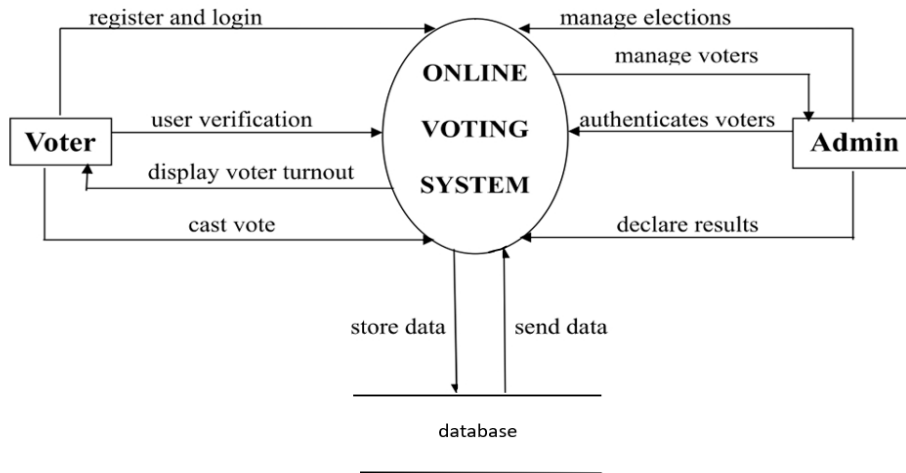 register and login
manage elections
ONLINE
manage voters
user verification
VOTING
authenticates voters
Voter
Admin
display voter turnout
SYSTEM
cast vote
declare results
store data
send data
database